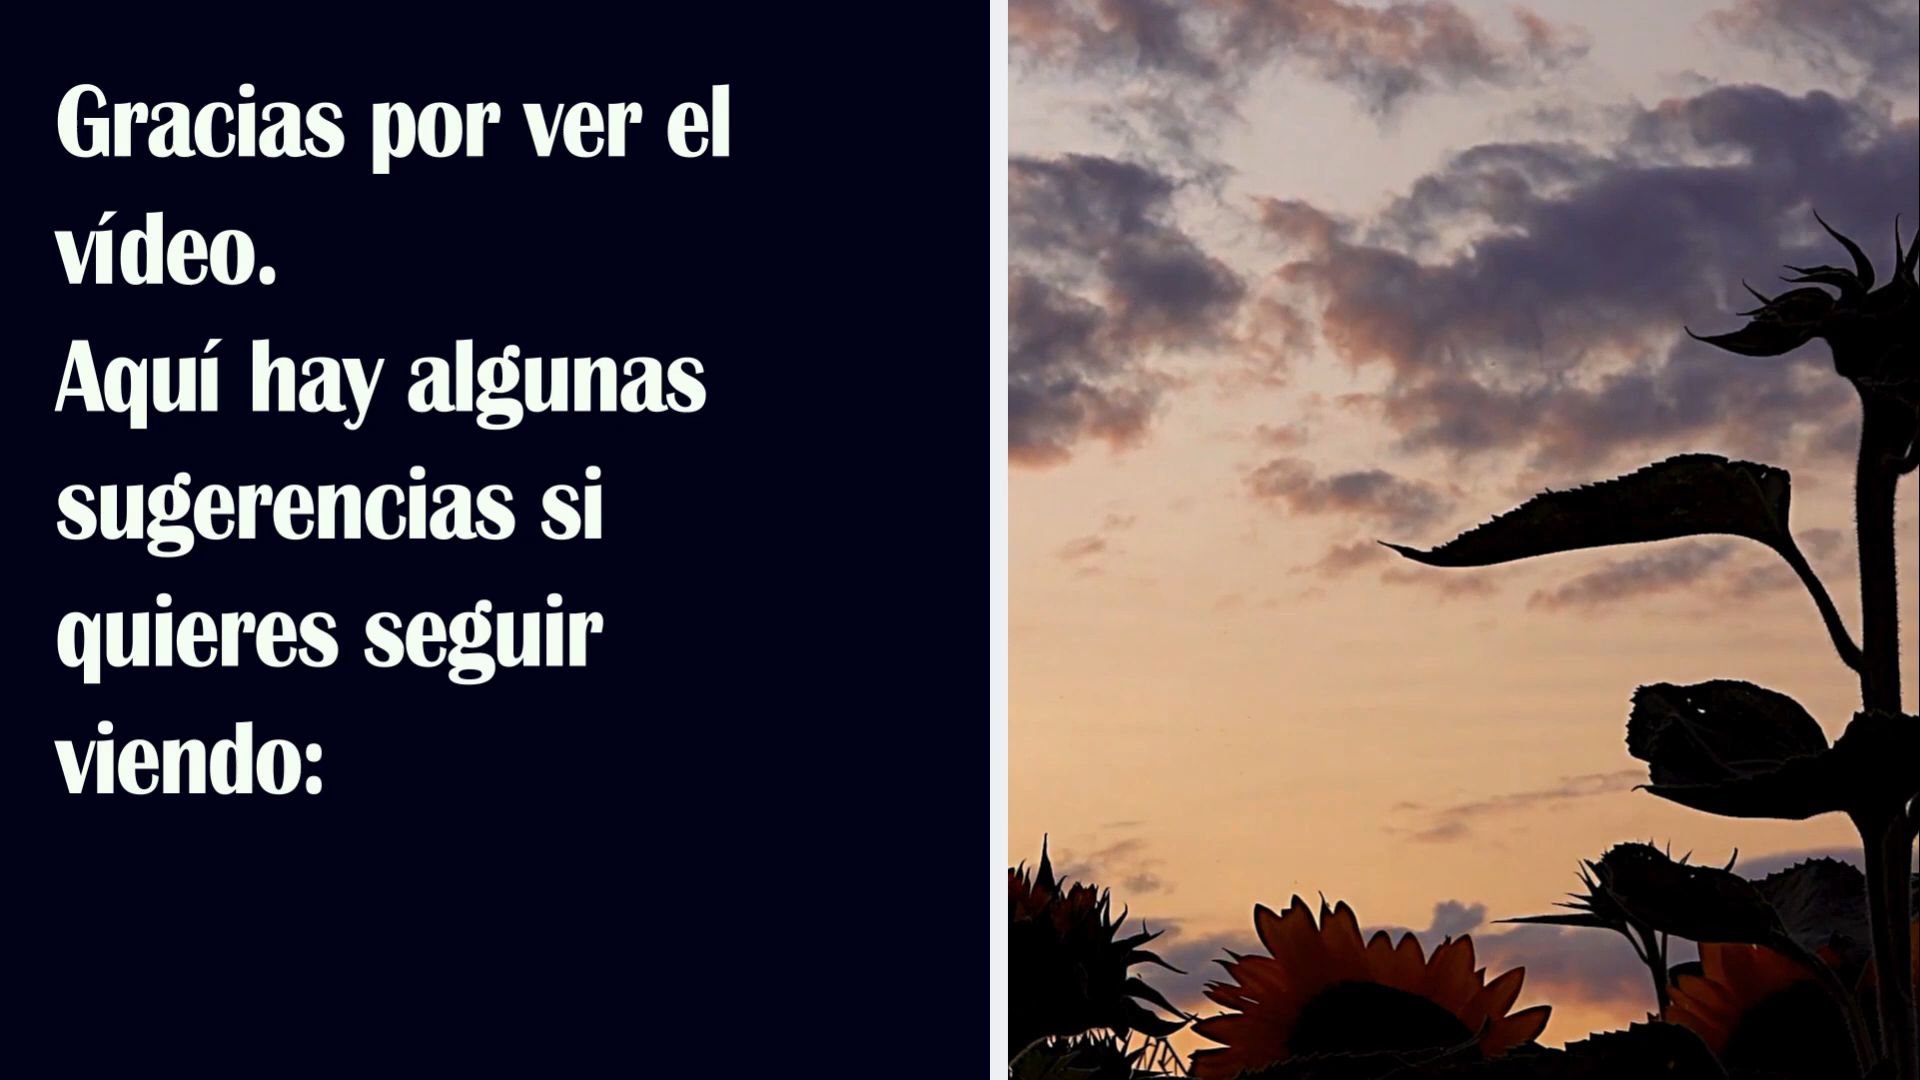 Gracias por ver el
vídeo.
Aquí hay algunas
sugerencias si
quieres seguir
viendo: